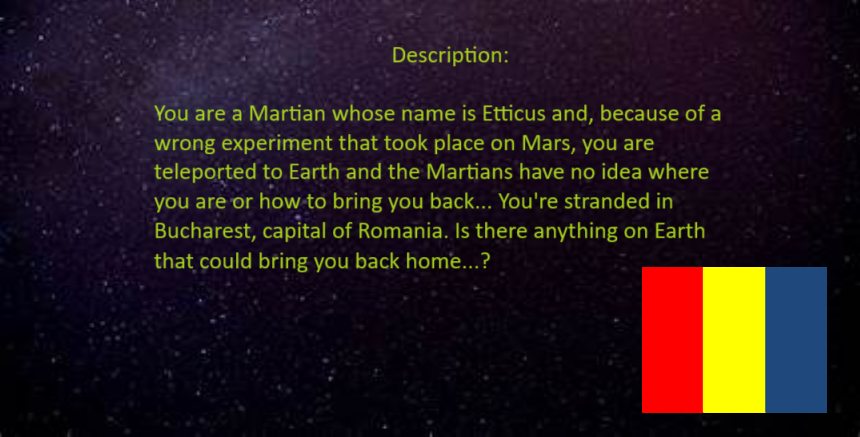 Description:
You are a Martian whose name is Etticus and, because of a
wrong experiment that took place on Mars, you are
teleported to Earth and the Martians have no idea where
you are or how to bring you back... You're stranded in
Bucharest, capital of Romania. Is there anything on Earth
that could bring you back home...?